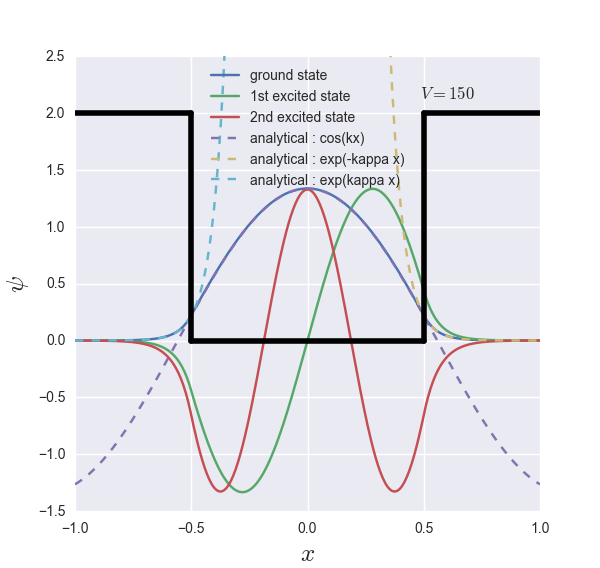 2.5
ground state
1st excited state
2nd excited state
analytical : cos(kx)
analytical : exp(-kappa x)
analytical : exp(kappa x)
V=150
2.0
1.5
1.0
0.5
0.0
−0.5
−1.0
−1.5
ψ
−1.0 −0.5 0.0 0.5 1.0
x